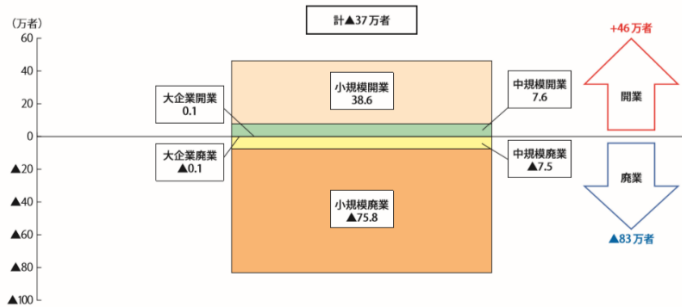 (万者)
計▲37万者
60
40
20
0
▲20
▲40
▲60
▲80
▲100
大企業開業
0.1
小規模開業
38.6
中規模開業
7.6
大企業廃業
▲0.1
中規模廃業
▲7.5
小規模廃業
▲75.8
+46万者
開業
廃業
▲83万者